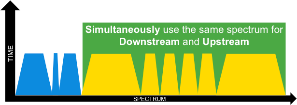 Simultaneously use the same spectrum for
Downstream and Upstream
TIME
SPECTRUM